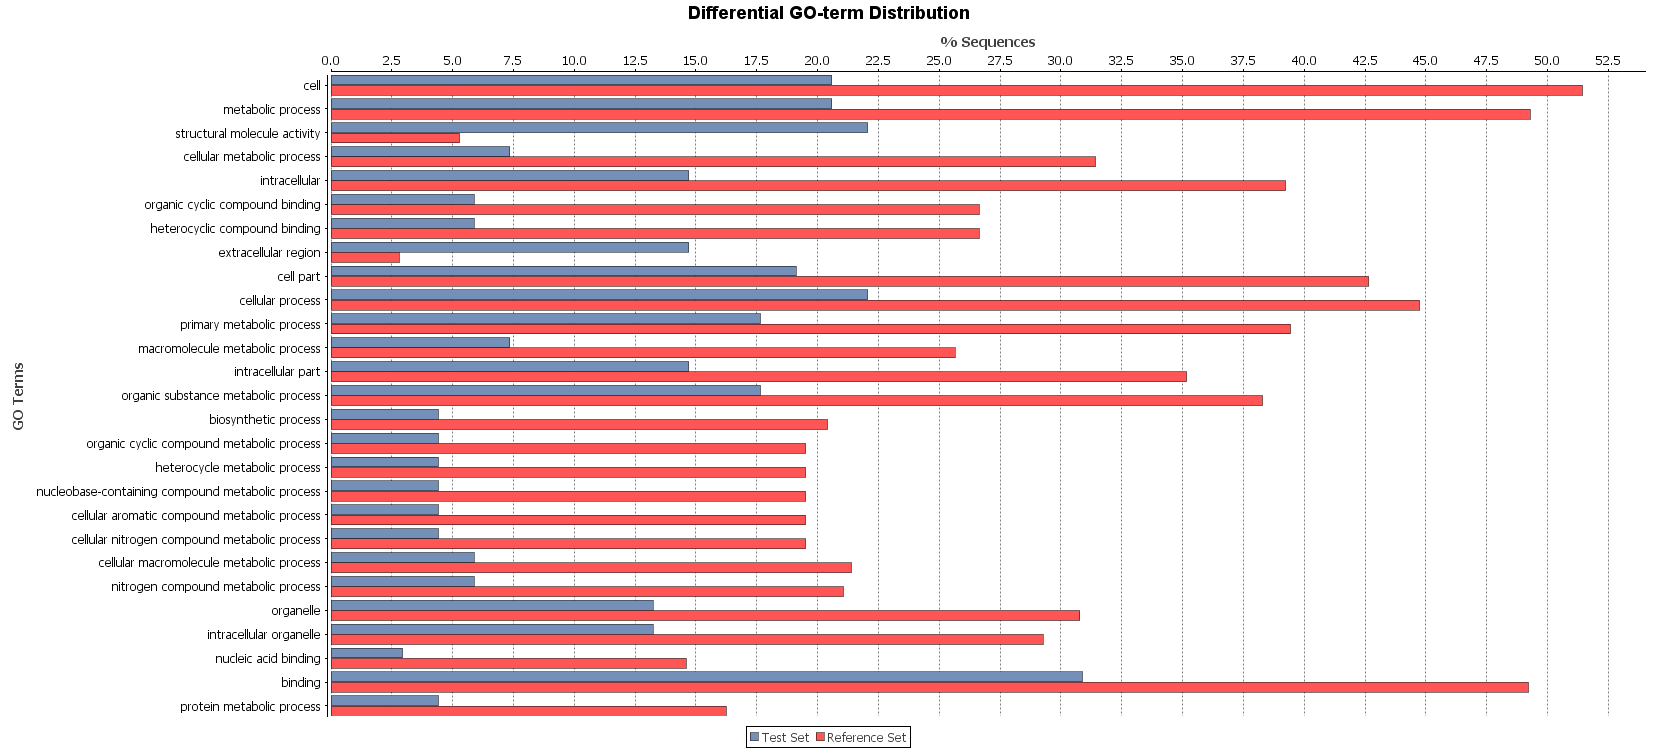 Differential GO-term Distribution
% Sequences
0.0 2.5 5.0 7.5 10.0 12.5 15.0 17.5 20.0 22.5 25.0 27.5 30.0 32.5 35.0 37.5 40.0 42.5 45.0 47.5 50.0 52.5
GO Terms
cell
metabolic process
structural molecule activity
cellular metabolic process
intracellular
organic cyclic compound binding
heterocyclic compound binding
extracellular region
cell part
cellular process
primary metabolic process
macromolecule metabolic process
intracellular part
organic substance metabolic process
biosynthetic process
organic cyclic compound metabolic process
heterocycle metabolic process
nucleobase-containing compound metabolic process
cellular aromatic compound metabolic process
cellular nitrogen compound metabolic process
cellular macromolecule metabolic process
nitrogen compound metabolic process
organelle
intracellular organelle
nucleic acid binding
binding
protein metabolic process
Test Set Reference Set